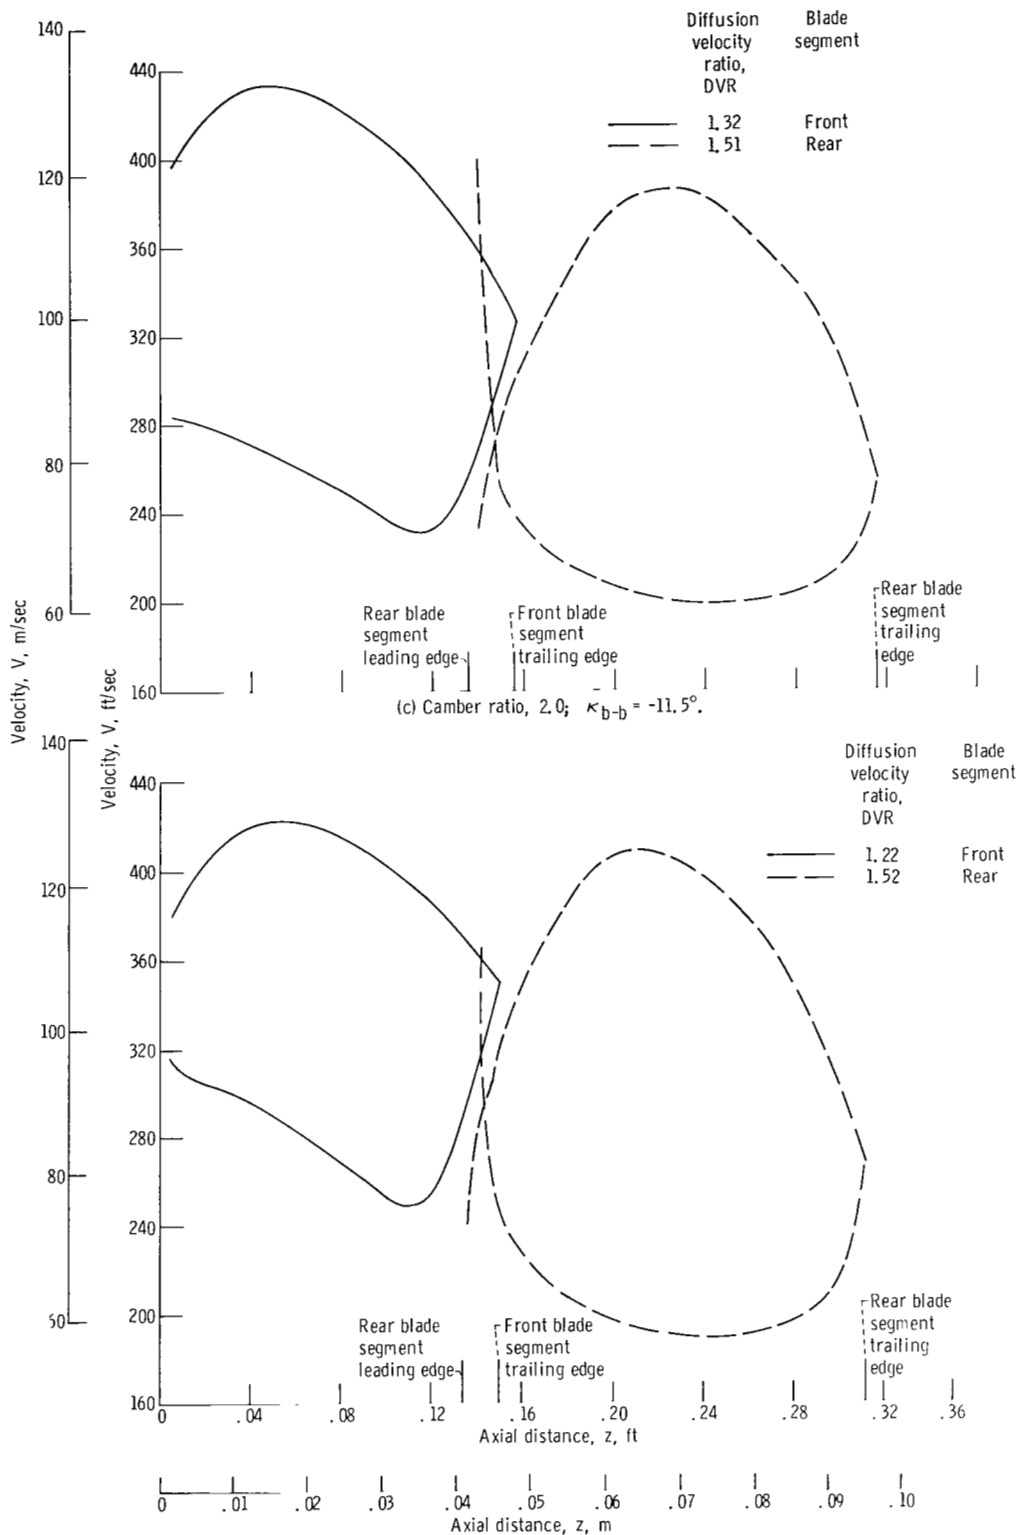 Diffusion velocity ratio, DVR
Blade segment
1.32 Front
1.51 Rear
140
120
100
80
60
Velocity, V, m/sec
440
400
360
320
280
240
200
160
Velocity, V, ft/sec
Rear blade
segment
leading edge
Front blade
segment
trailing edge
Rear blade
segment
trailing
edge
(c) Camber ratio, 2.0; κ̄b-b = -11.5°.
Diffusion velocity ratio, DVR
Blade segment
1.22 Front
1.52 Rear
140
120
100
80
60
440
400
360
320
280
240
200
160
Rear blade
segment
leading edge
Front blade
segment
trailing edge
Rear blade
segment
trailing
edge
0 .04 .08 .12 .16 .20 .24 .28 .32 .36
Axial distance, z, ft
0 .01 .02 .03 .04 .05 .06 .07 .08 .09 .10
Axial distance, z, m